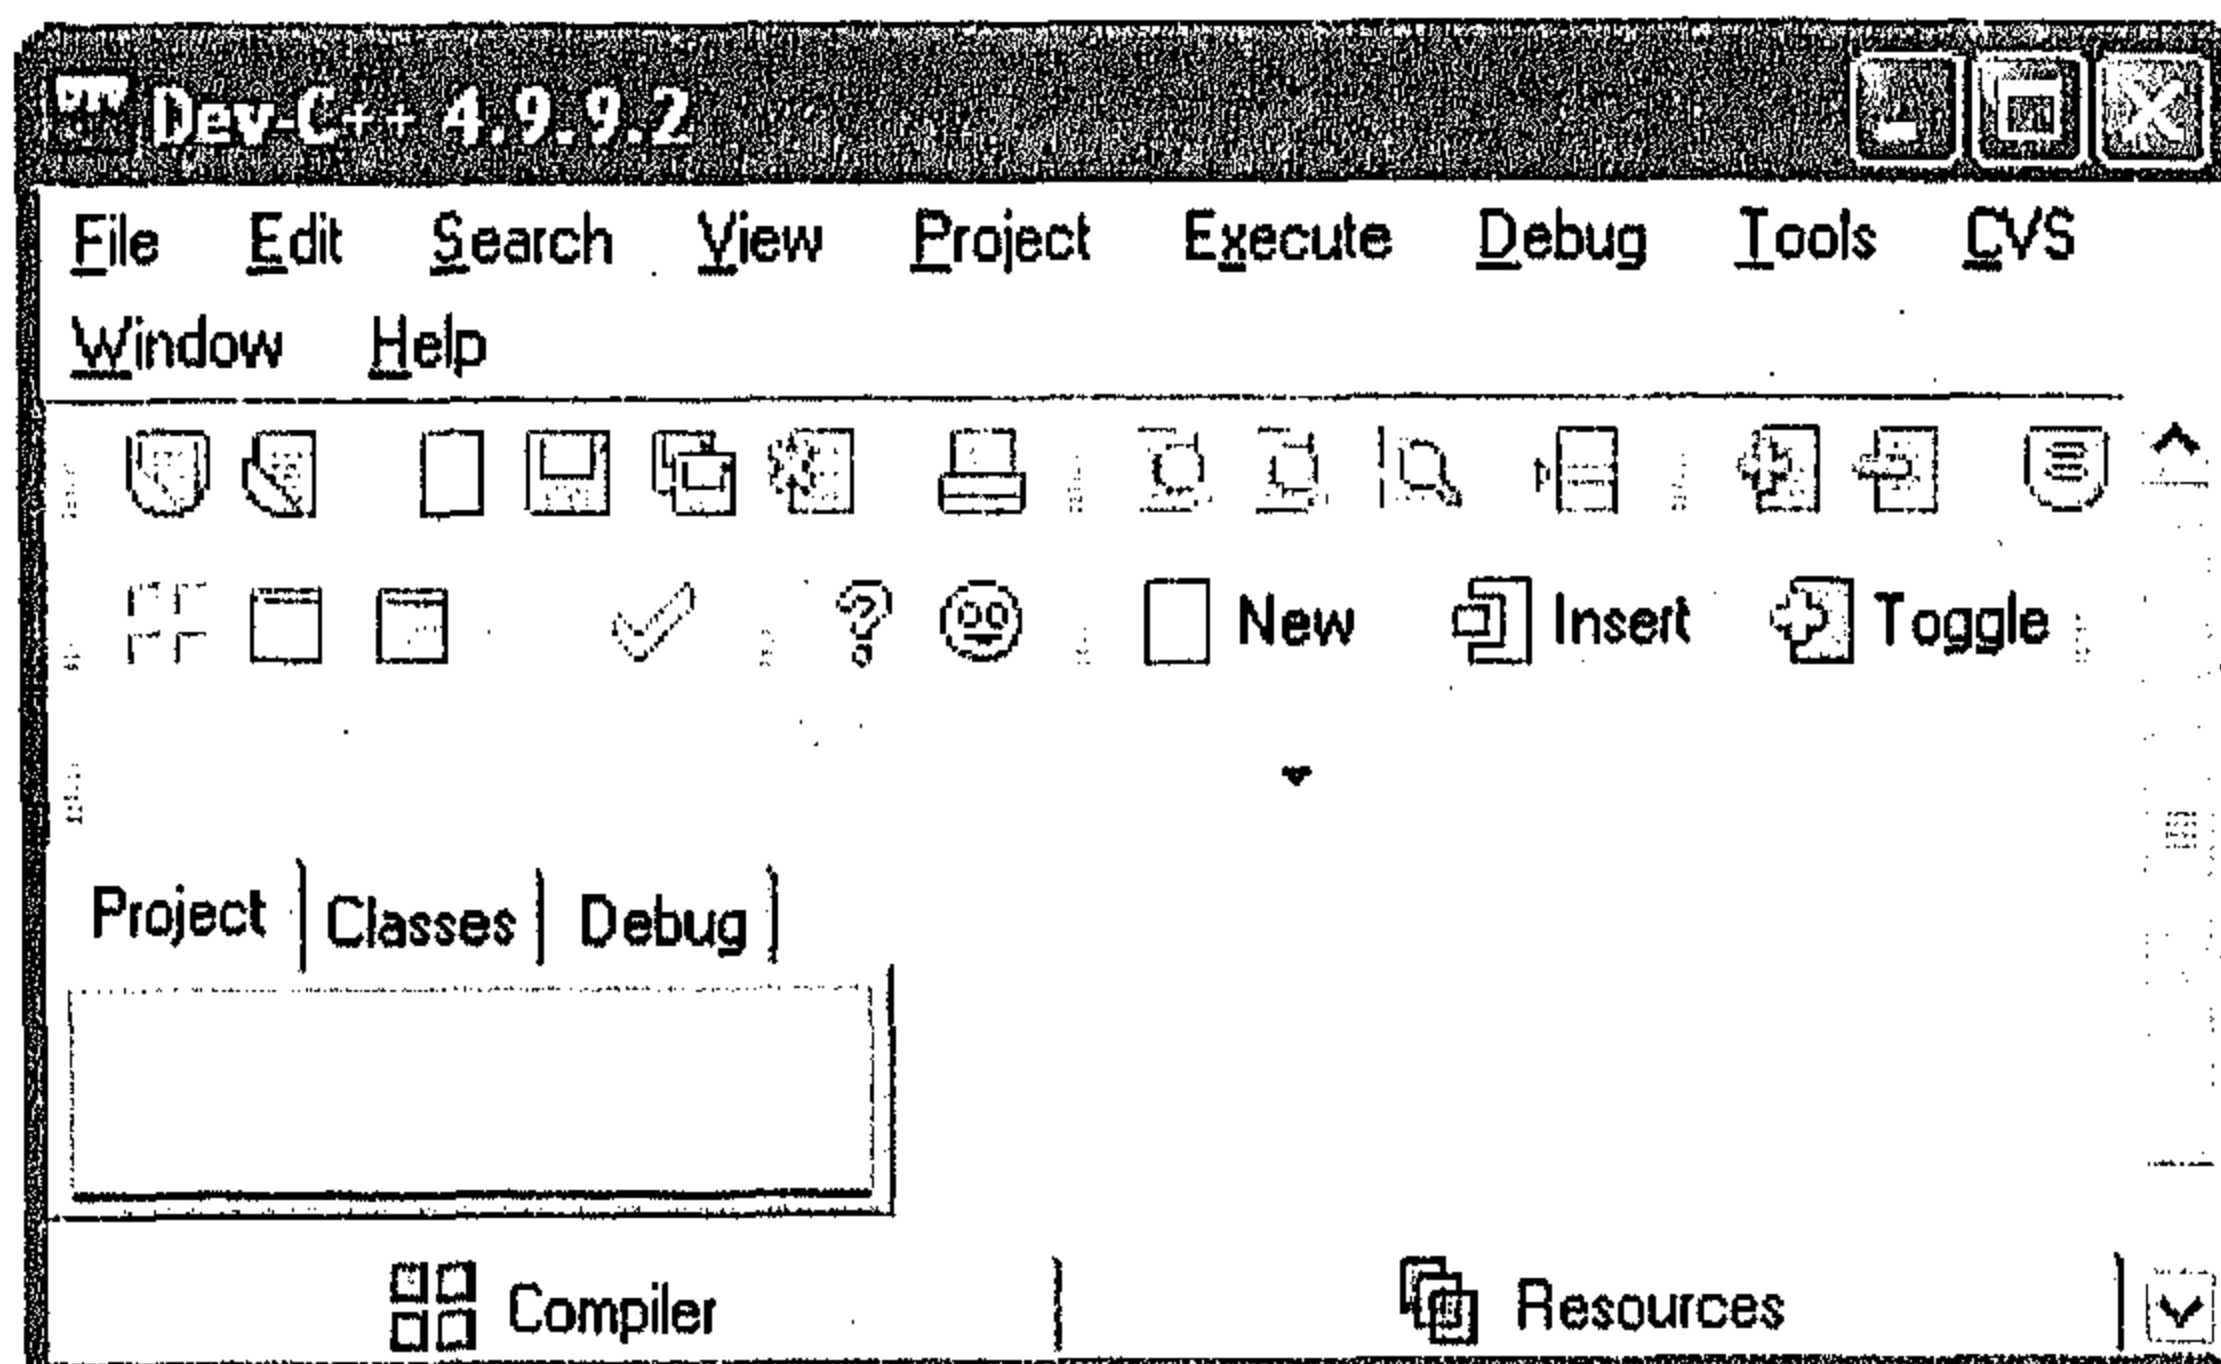 Dev-C++ 4.9.9.2
File Edit Search View Project Execute Debug Tools CVS
Window Help
New Insert Toggle
Project Classes Debug
Compiler Resources